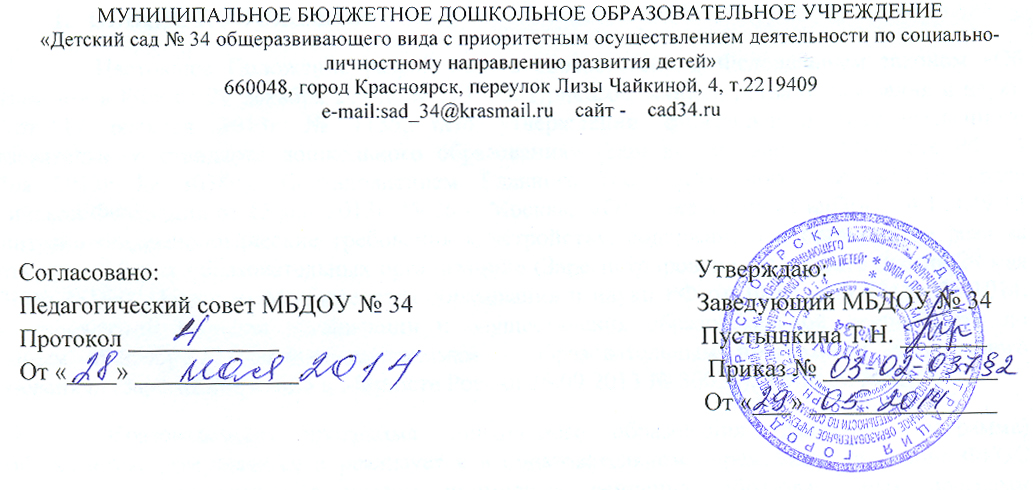 МУНИЦИПАЛЬНОЕ БЮДЖЕТНОЕ ДОШКОЛЬНОЕ ОБРАЗОВАТЕЛЬНОЕ УЧРЕЖДЕНИЕ
«Детский сад № 34 общеразвивающего вида с приоритетным осуществлением деятельности по социально-
личностному направлению развития детей»
660048, город Красноярск, переулок Лизы Чайкиной, 4, т.2219409
e-mail:sad_34@krasmail.ru сайт - cad34.ru
Согласовано:
Педагогический совет МБДОУ № 34
Протокол 4
От «28» мая 2014
Утверждаю:
Заведующий МБДОУ № 34
Пустышкина Т.Н.
Приказ № 03-02-03
От «29» 05 2014